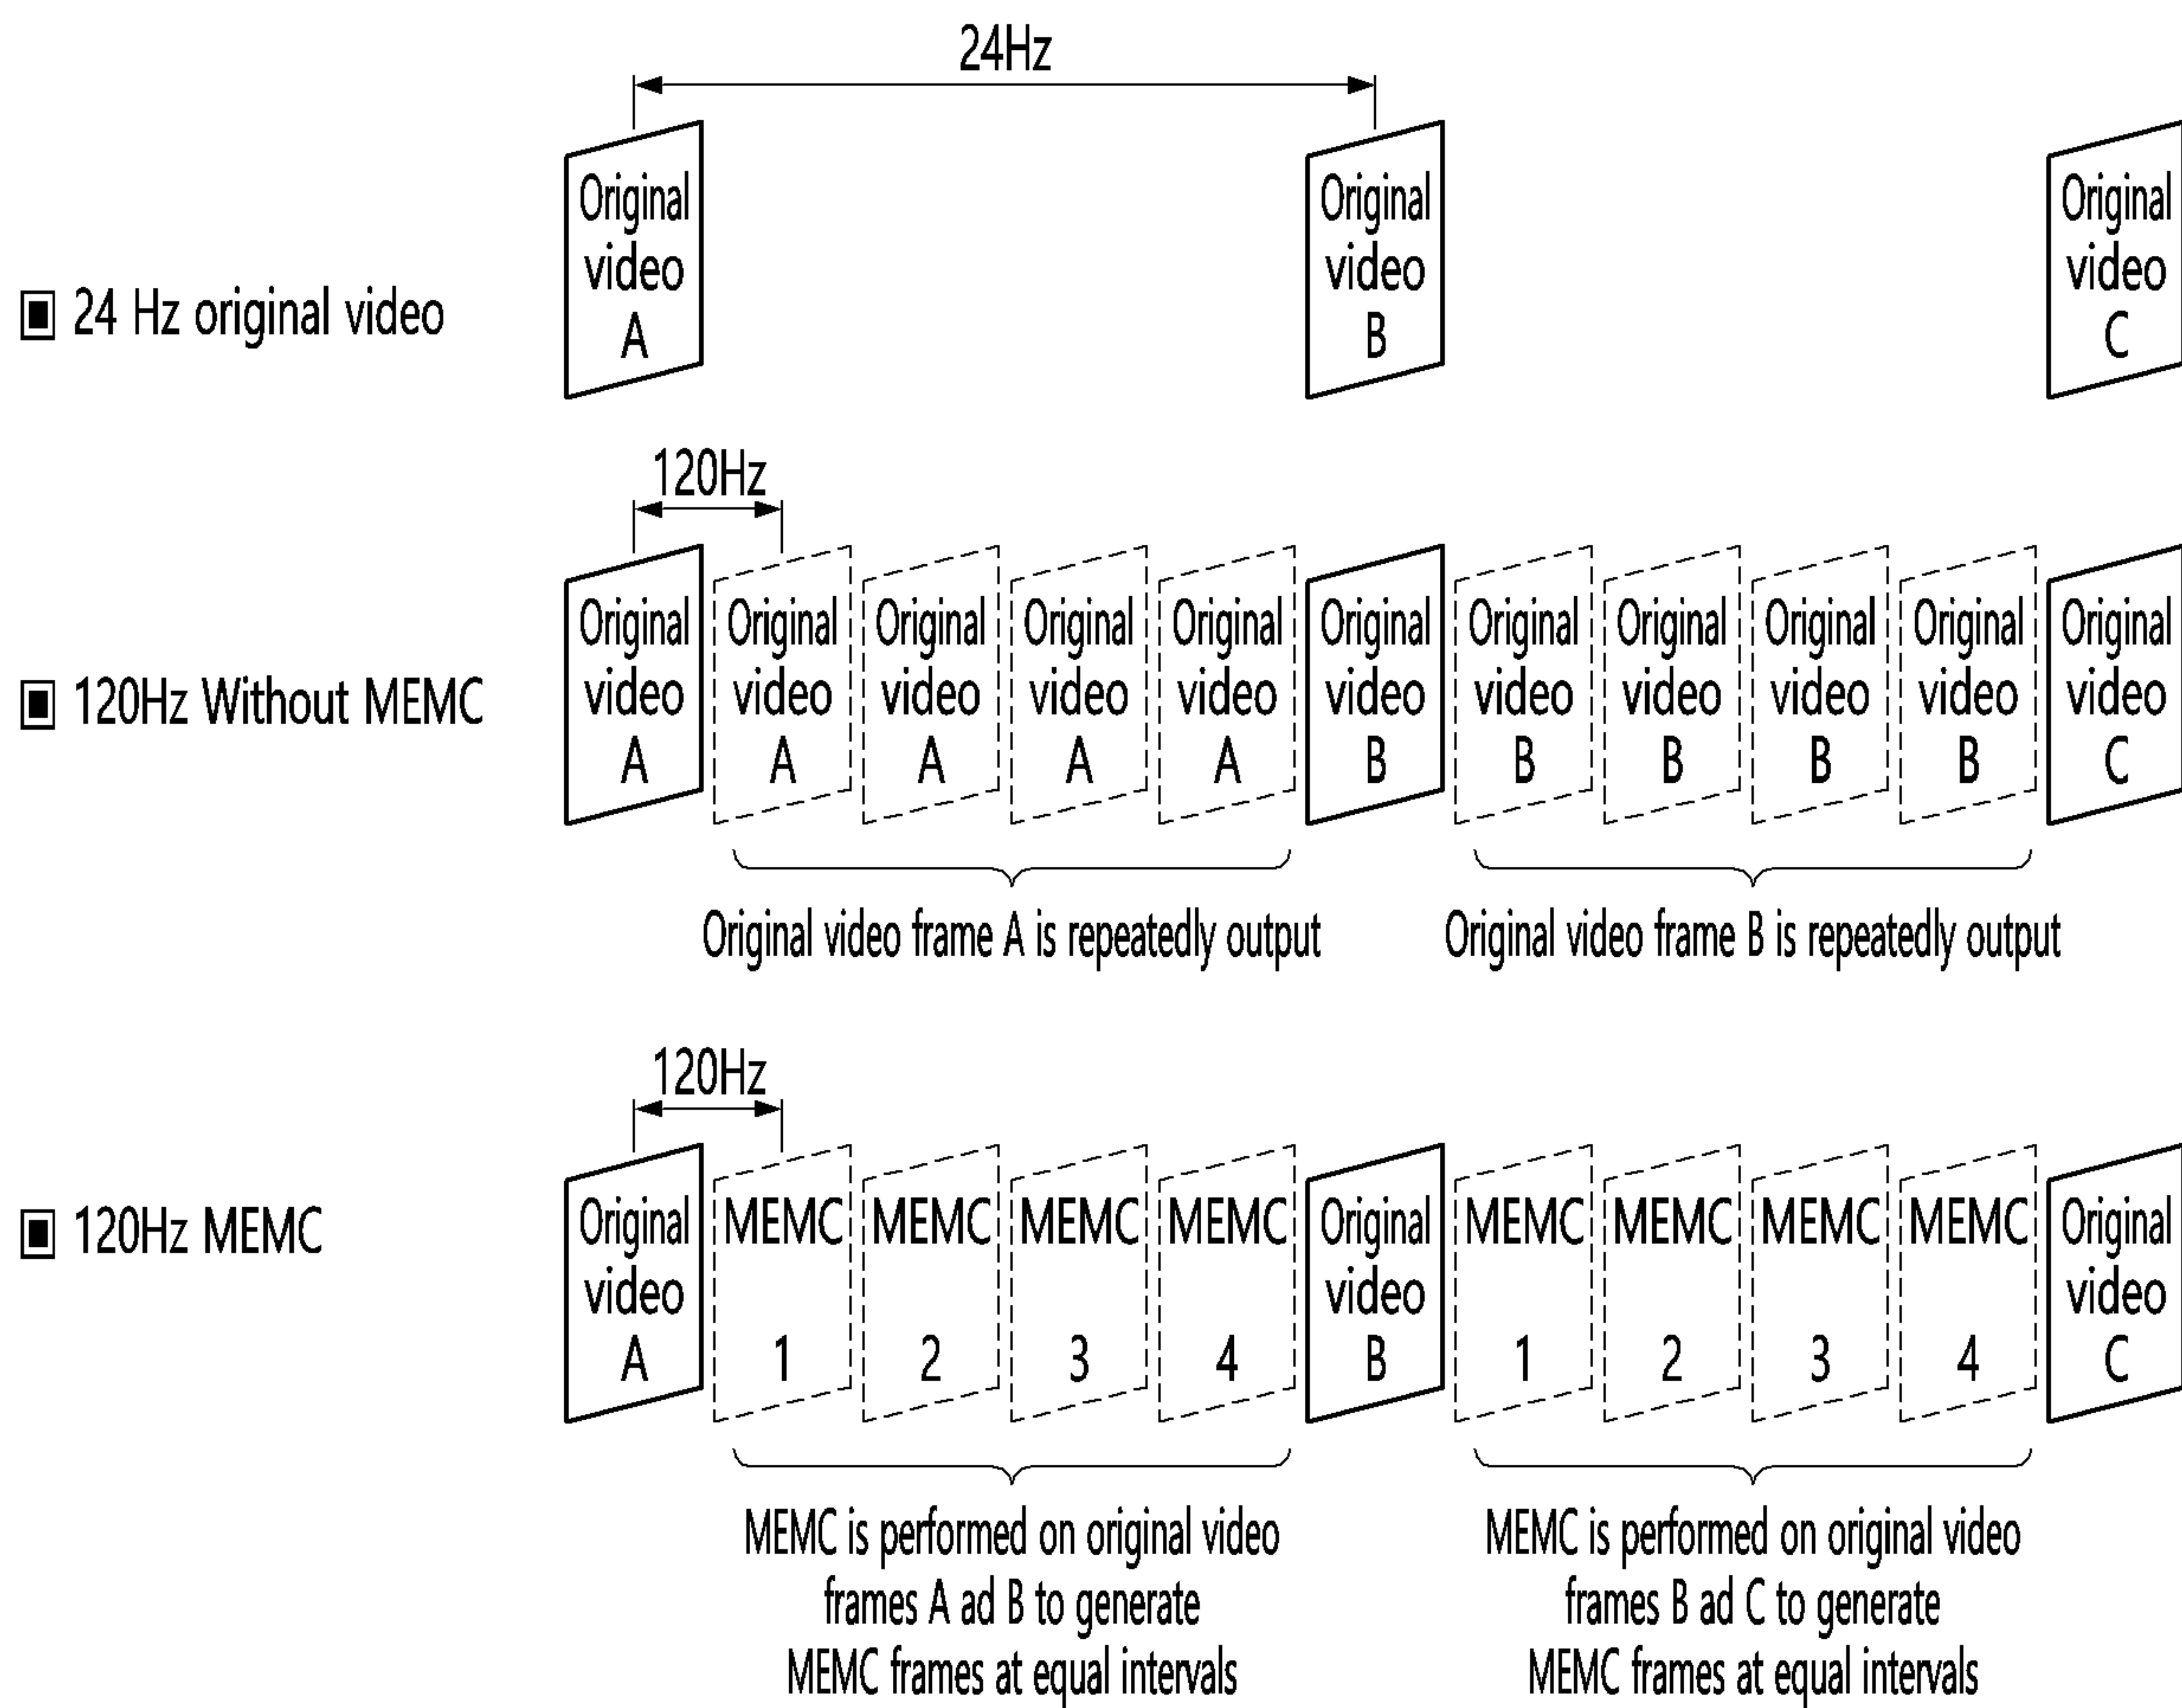 24Hz
Original Original Original
video video video
A B C
24 Hz original video
120Hz
Original Original Original Original Original Original Original Original Original Original Original
video video video video video video video video video video video
A A A A A B B B B B C
120Hz Without MEMC
Original video frame A is repeatedly output
Original video frame B is repeatedly output
120Hz
Original MEMC MEMC MEMC MEMC Original MEMC MEMC MEMC MEMC Original
120Hz MEMC
video video video
A 1 2 3 4 B 1 2 3 4 C
MEMC is performed on original video
frames A ad B to generate
MEMC frames at equal intervals
MEMC is performed on original video
frames B ad C to generate
MEMC frames at equal intervals